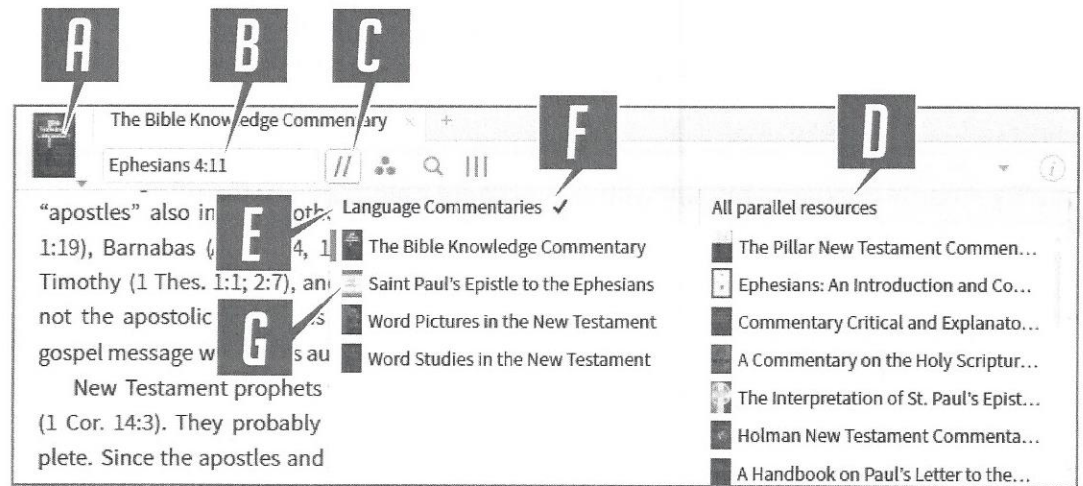 A
B
C
The Bible Knowledge Commentary × +
F
D
Ephesians 4:11
“apostles” also
1:19), Barnabas 4, 1
Timothy (1 Thes. 1:1; 2:7),
not the apostolic
gospel message
New Testament prophets
(1 Cor. 14:3). They probably
plete. Since the apostles and
E
G
Language Commentaries ✓
The Bible Knowledge Commentary
Saint Paul's Epistle to the Ephesians
Word Pictures in the New Testament
Word Studies in the New Testament
All parallel resources
The Pillar New Testament Commen...
Ephesians: An Introduction and Co...
Commentary Critical and Explanato...
A Commentary on the Holy Scriptur...
The Interpretation of St. Paul's Epist...
Holman New Testament Commenta...
A Handbook on Paul's Letter to the...